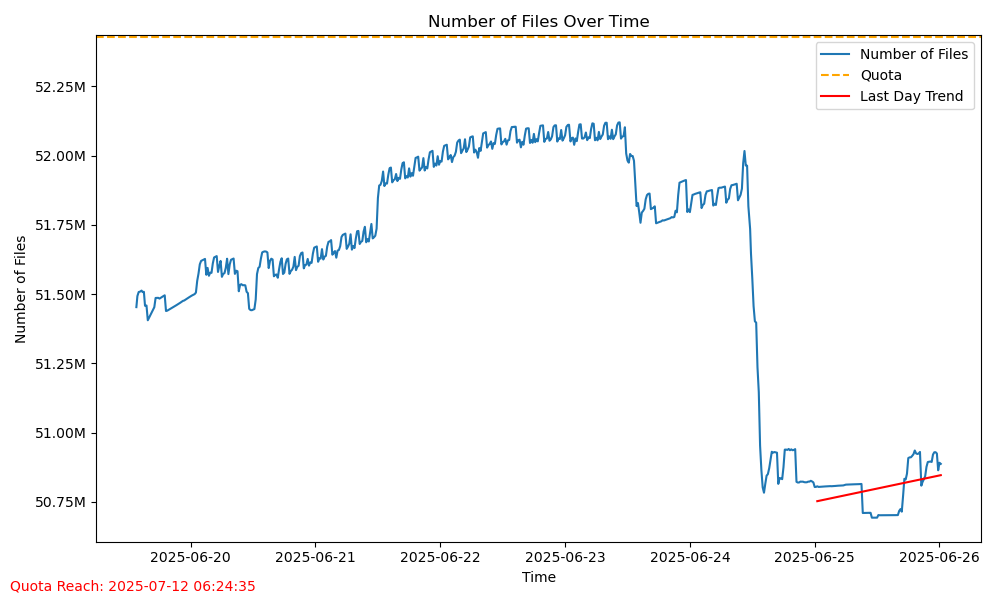 Number of Files Over Time
Number of Files
Quota
Last Day Trend
52.25M
52.00M
51.75M
51.50M
51.25M
51.00M
50.75M
Number of Files
2025-06-20 2025-06-21 2025-06-22 2025-06-23 2025-06-24 2025-06-25 2025-06-26
Time
Quota Reach: 2025-07-12 06:24:35